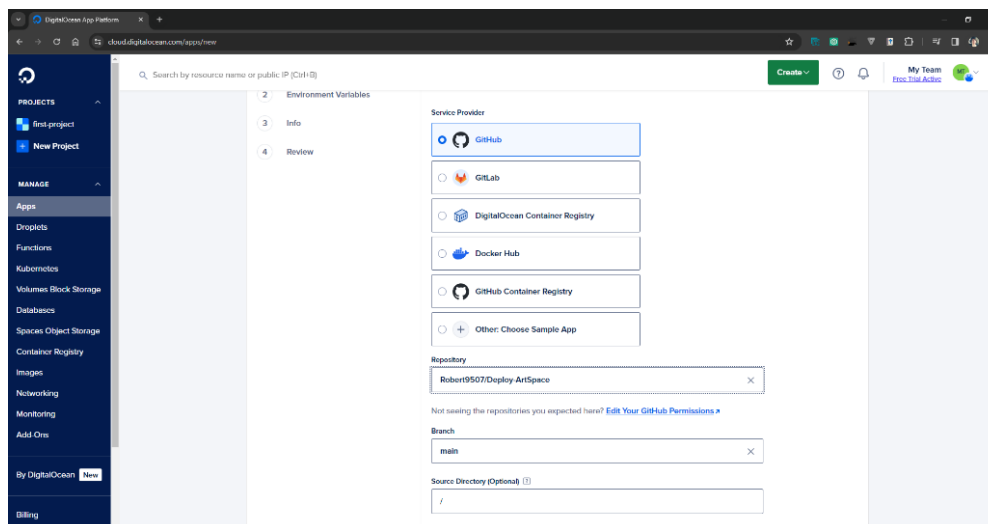 DigitalOcean App Platform
cloud.digitalocean.com/apps/new
Search by resource name or public IP (Ctrl+B)
Create
?
My Team
Free Trial Active
PROJECTS
first-project
+ New Project
MANAGE
Apps
Droplets
Functions
Kubernetes
Volumes Block Storage
Databases
Spaces Object Storage
Container Registry
Images
Networking
Monitoring
Add-Ons
By DigitalOcean New
Billing
2 Environment Variables
3 Info
4 Review
Service Provider
GitHub
GitLab
DigitalOcean Container Registry
Docker Hub
GitHub Container Registry
Other: Choose Sample App
Repository
Robert9507/Deploy-ArtSpace
Not seeing the repositories you expected here? Edit Your GitHub Permissions
Branch
main
Source Directory (Optional) ?
/